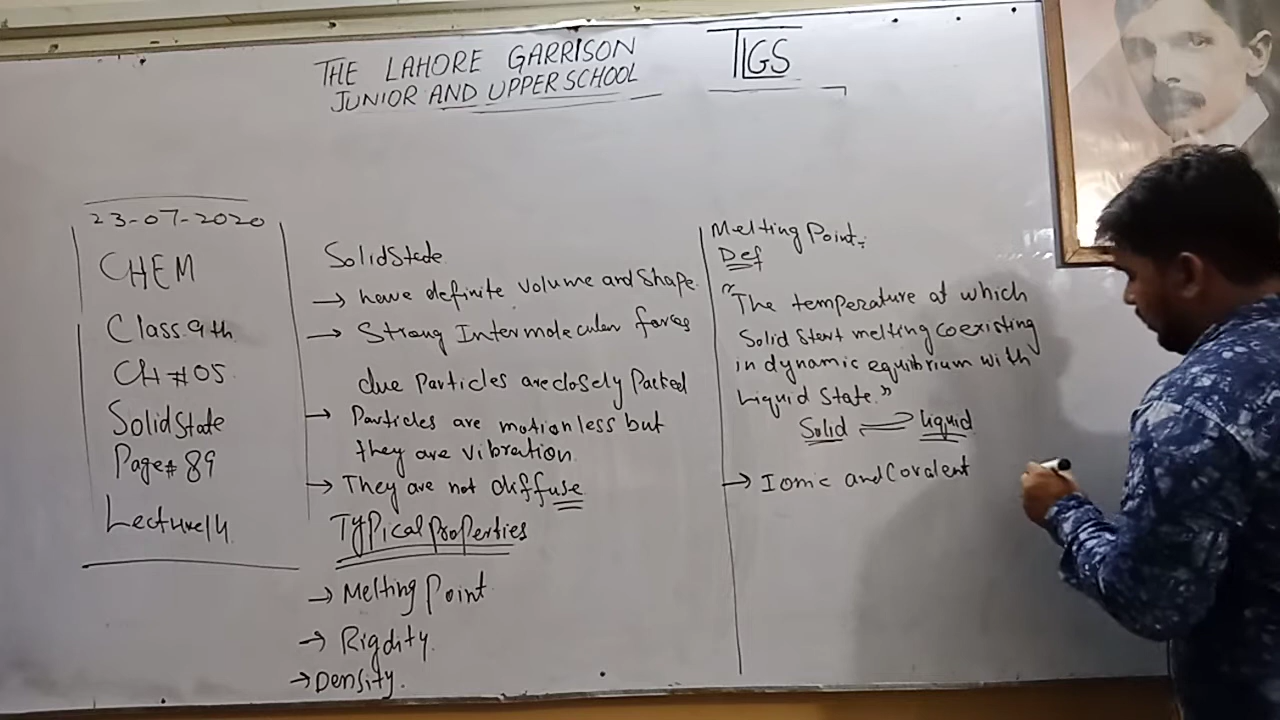 THE LAHORE GARRISON
JUNIOR AND UPPER SCHOOL
TLGS
23-07-2020
CHEM
Class.9th
CH#05
Solid State
Page# 89
Lecture 14
Solid State
→ have definite volume and shape.
→ Strong Intermolecular forces
due Particles are closely Packed
→ Particles are motionless but
they are vibration
→ They are not diffuse
Typical properties
→ Melting Point
→ Rigdity.
→ Density.
Melting Point:
Def
"The temperature at which
Solid start melting coexisting
in dynamic equilibrium with
Liquid State."
Solid ⇌ Liquid
→ Ionic and Covalent